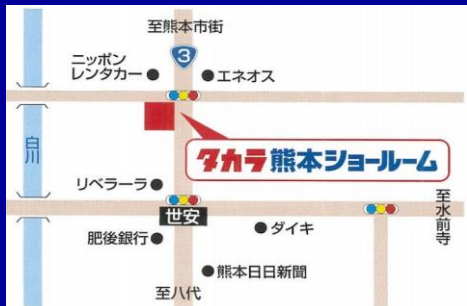 至熊本市街
3
ニッポン
レンタカー
エネオス
白川
タカラ熊本ショールーム
リベラーラ
世安
至水前寺
肥後銀行
ダイキ
熊本日日新聞
至八代